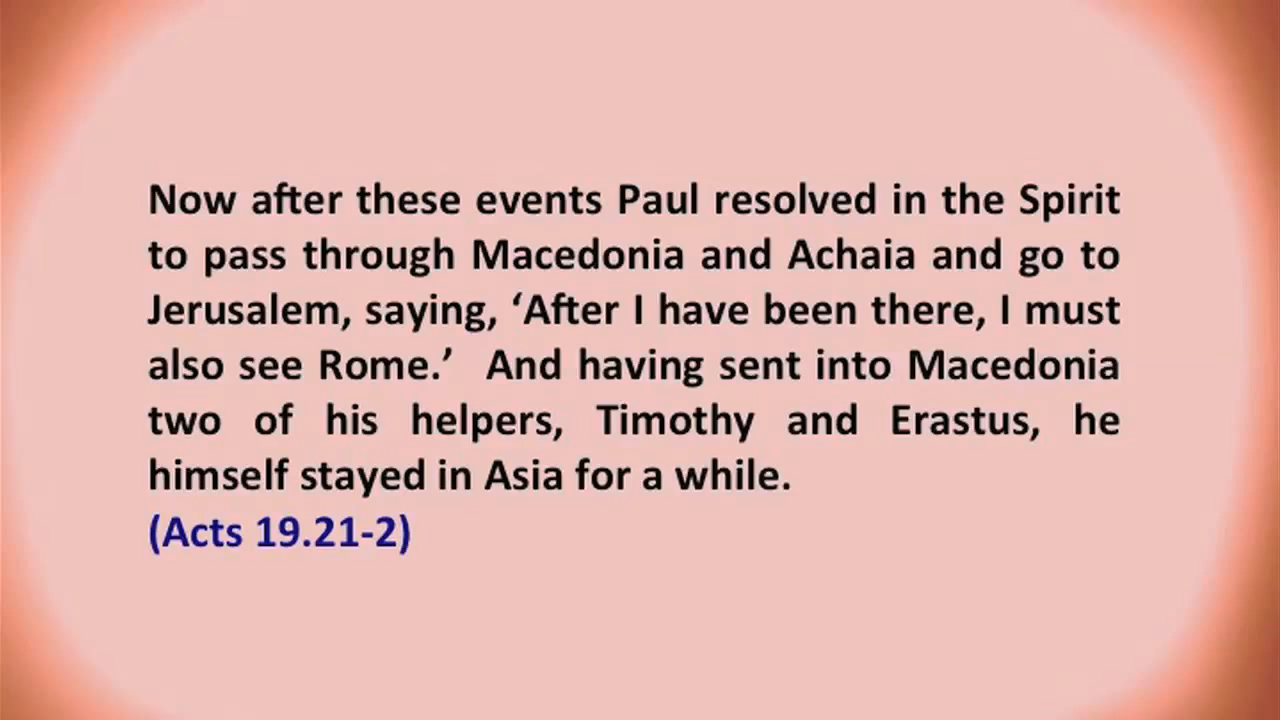 Now after these events Paul resolved in the Spirit
to pass through Macedonia and Achaia and go to
Jerusalem, saying, ‘After I have been there, I must
also see Rome.’ And having sent into Macedonia
two of his helpers, Timothy and Erastus, he
himself stayed in Asia for a while.
(Acts 19.21-2)